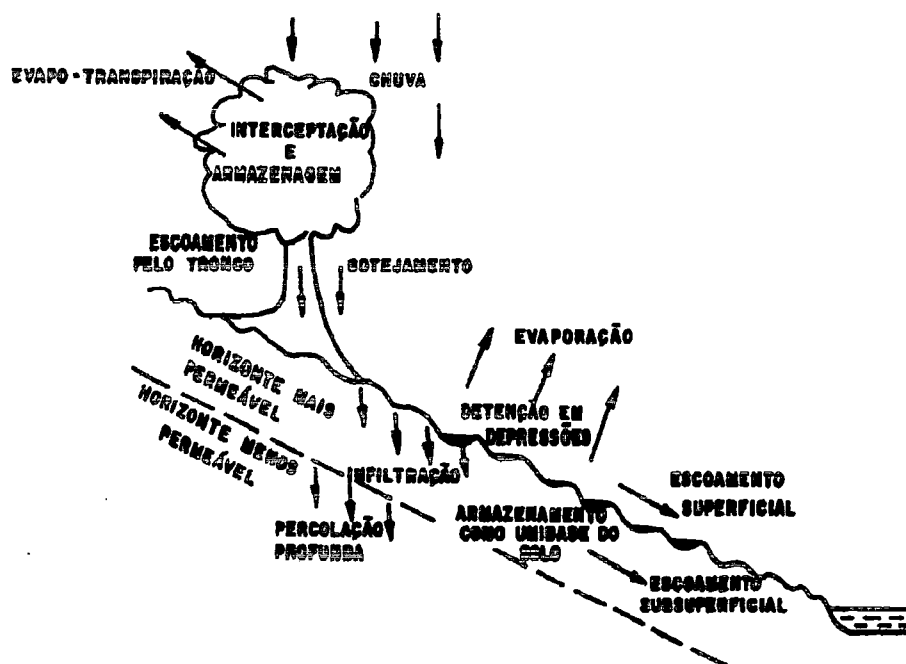 CHUVA
EVAPO-TRANSPIRAÇÃO
INTERCEPTAÇÃO
E
ARMAZENAGEM
ESCOAMENTO
PELO TRONCO
GOTEJAMENTO
EVAPORAÇÃO
HORIZONTE MAIS
PERMEÁVEL
HORIZONTE MENOS
PERMEÁVEL
DETENÇÃO EM
DEPRESSÕES
INFILTRAÇÃO
ESCOAMENTO
SUPERFICIAL
PERCOLAÇÃO
PROFUNDA
ARMAZENAMENTO
COMO UMIDADE DO
SOLO
ESCOAMENTO
SUBSUPERFICIAL